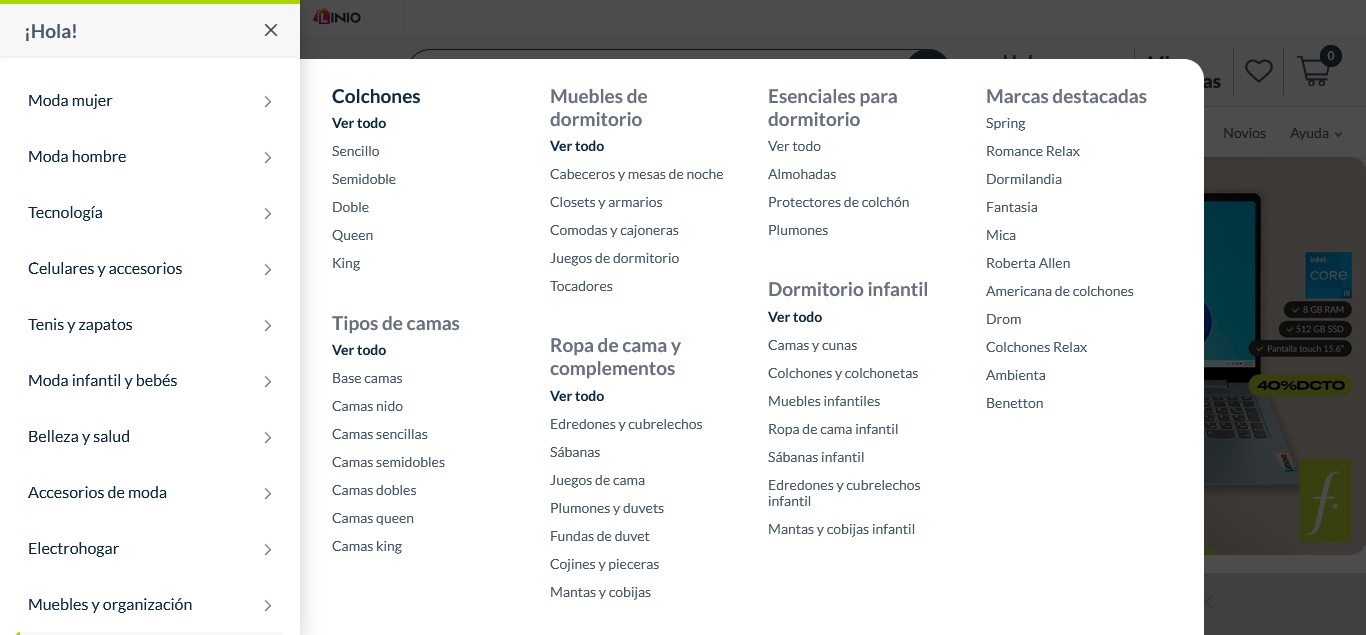 ¡Hola!
LINIO
0
Novios
Ayuda
Moda mujer
Moda hombre
Tecnología
Celulares y accesorios
Tenis y zapatos
Moda infantil y bebés
Belleza y salud
Accesorios de moda
Electrohogar
Muebles y organización
Colchones
Ver todo
Sencillo
Semidoble
Doble
Queen
King
Tipos de camas
Ver todo
Base camas
Camas nido
Camas sencillas
Camas semidobles
Camas dobles
Camas queen
Camas king
Muebles de
dormitorio
Ver todo
Cabeceros y mesas de noche
Closets y armarios
Comodas y cajoneras
Juegos de dormitorio
Tocadores
Ropa de cama y
complementos
Ver todo
Edredones y cubrelechos
Sábanas
Juegos de cama
Plumones y duvets
Fundas de duvet
Cojines y pieceras
Mantas y cobijas
Esenciales para
dormitorio
Ver todo
Almohadas
Protectores de colchón
Plumones
Dormitorio infantil
Ver todo
Camas y cunas
Colchones y colchonetas
Muebles infantiles
Ropa de cama infantil
Sábanas infantil
Edredones y cubrelechos
infantil
Mantas y cobijas infantil
Marcas destacadas
Spring
Romance Relax
Dormilandia
Fantasia
Mica
Roberta Allen
Americana de colchones
Drom
Colchones Relax
Ambienta
Benetton
intel
CORE
i5
8 GB RAM
512 GB SSD
Pantalla touch 15.6"
40%DCTO
f.